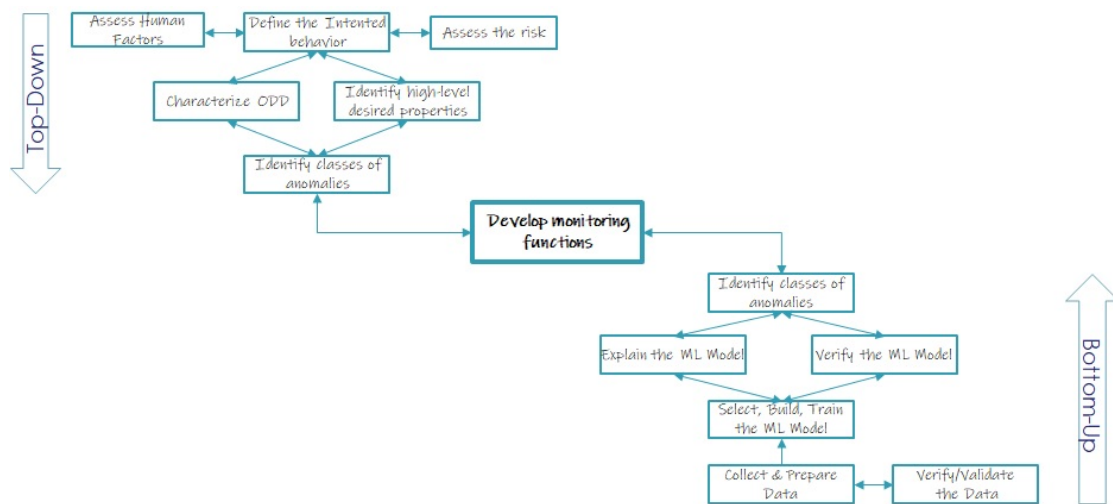 Assess Human
Factors
Define the Intented
behavior
Assess the risk
Top-Down
Characterize ODD
Identify high-level
desired properties
Identify classes of
anomalies
Develop monitoring
functions
Identify classes of
anomalies
Explain the ML Model
Verify the ML Model
Bottom-Up
Select, Build, Train
the ML Model
Collect & Prepare
Data
Verify/Validate
the Data